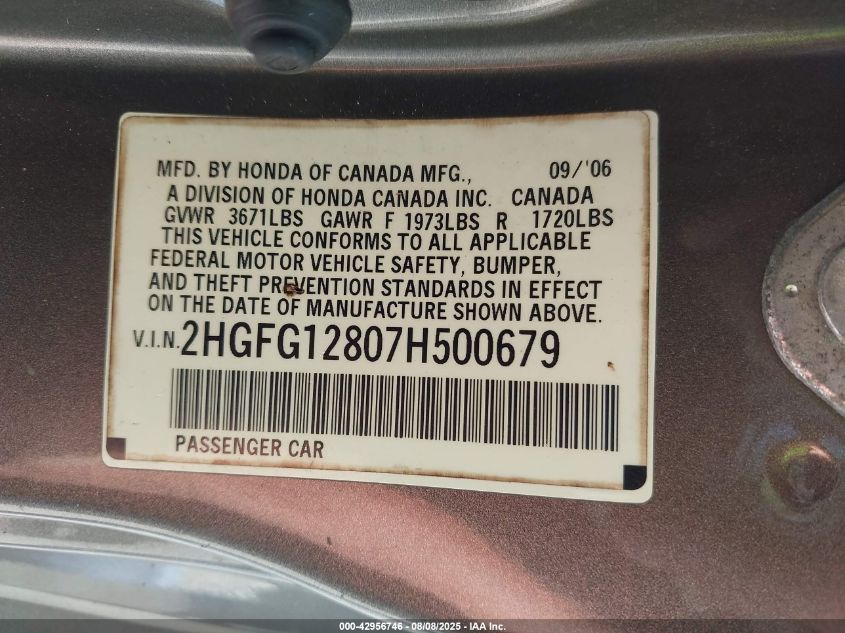 MFD. BY HONDA OF CANADA MFG., 09/'06
A DIVISION OF HONDA CANADA INC. CANADA
GVWR 3671LBS GAWR F 1973LBS R 1720LBS
THIS VEHICLE CONFORMS TO ALL APPLICABLE
FEDERAL MOTOR VEHICLE SAFETY, BUMPER,
AND THEFT PREVENTION STANDARDS IN EFFECT
ON THE DATE OF MANUFACTURE SHOWN ABOVE.
V.I.N. 2HGFG12807H500679
PASSENGER CAR
000-42956746 - 08/08/2025 - IAA Inc.